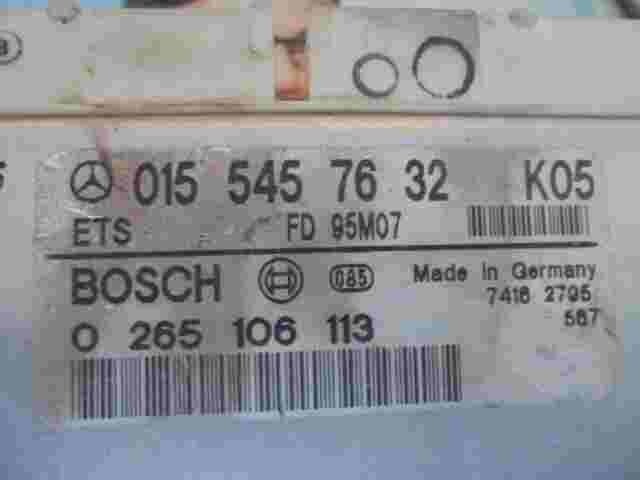 015 545 76 32 K05
ETS FD 95M07
BOSCH 085 Made in Germany
7416 2795
0 265 106 113 567